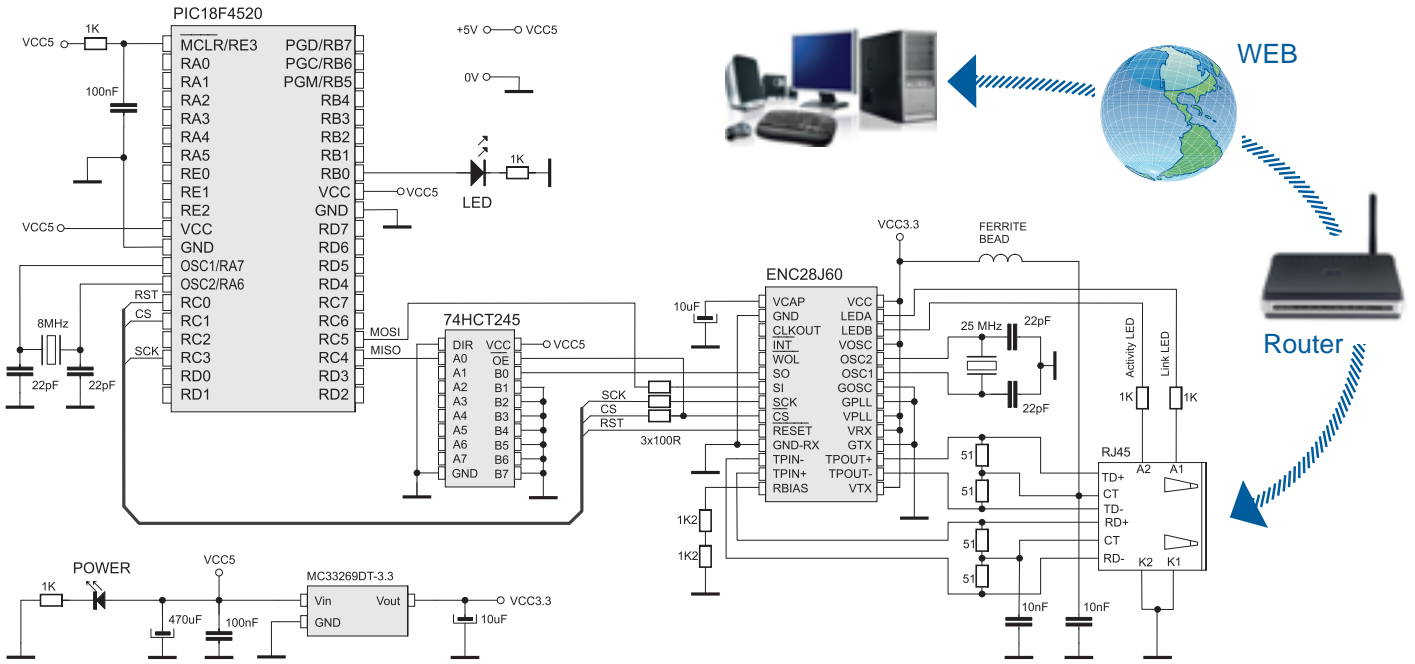 PIC18F4520
VCC5
1K
100nF
MCLR/RE3
RA0
RA1
RA2
RA3
RA4
RA5
RE0
RE1
RE2
VCC
GND
OSC1/RA7
OSC2/RA6
RC0
RC1
RC2
RC3
RD0
RD1
PGD/RB7
PGC/RB6
PGM/RB5
RB4
RB3
RB2
RB1
RB0
VCC
GND
RD7
RD6
RD5
RD4
RC7
RC6
RC5
RC4
RD3
RD2
VCC5
RST
CS
SCK
8MHz
22pF
22pF
+5V
VCC5
0V
LED
1K
VCC5
MOSI
MISO
74HCT245
DIR
A0
A1
A2
A3
A4
A5
A6
A7
GND
VCC
OE
B0
B1
B2
B3
B4
B5
B6
B7
VCC5
SCK
CS
RST
3x100R
ENC28J60
VCAP
GND
CLKOUT
INT
WOL
SO
SI
SCK
CS
RESET
GND-RX
TPIN-
TPIN+
RBIAS
VCC
LEDA
LEDB
VOSC
OSC2
OSC1
GOSC
GPLL
VPLL
VRX
GTX
TPOUT+
TPOUT-
VTX
10uF
VCC3.3
FERRITE
BEAD
25 MHz
22pF
22pF
Activity LED
Link LED
1K
1K
1K2
1K2
51
51
51
51
10nF
10nF
RJ45
A2
A1
TD+
CT
TD-
RD+
CT
RD-
K2
K1
WEB
Router
POWER
1K
VCC5
470uF
100nF
MC33269DT-3.3
Vin
Vout
GND
10uF
VCC3.3